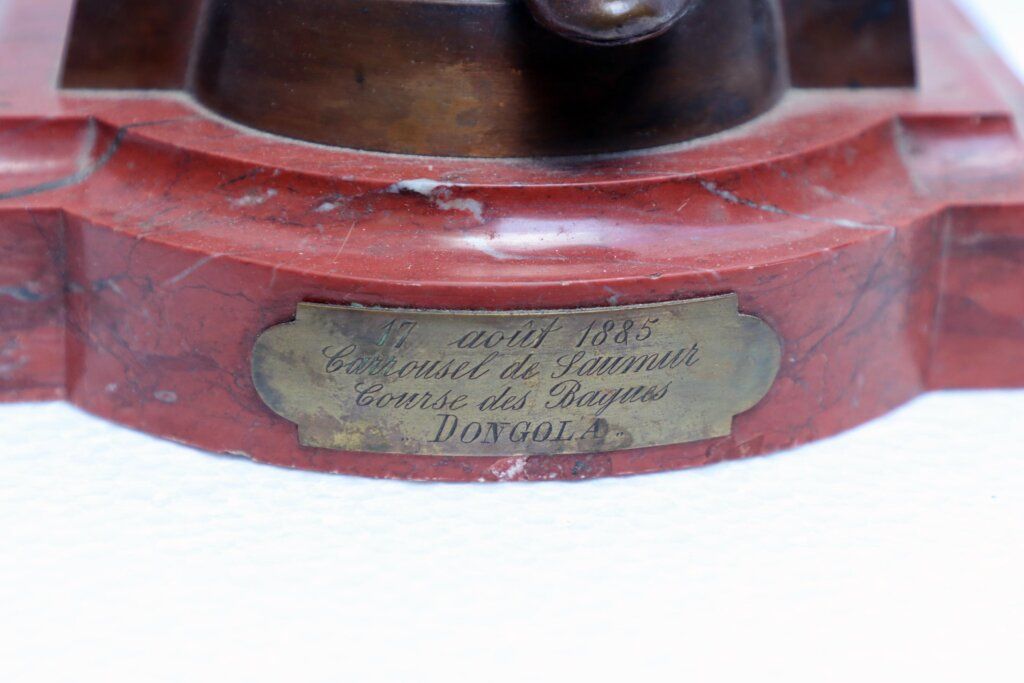 17 août 1885
Carrousel de Saumur
Course des Bagues
DONGOLA.